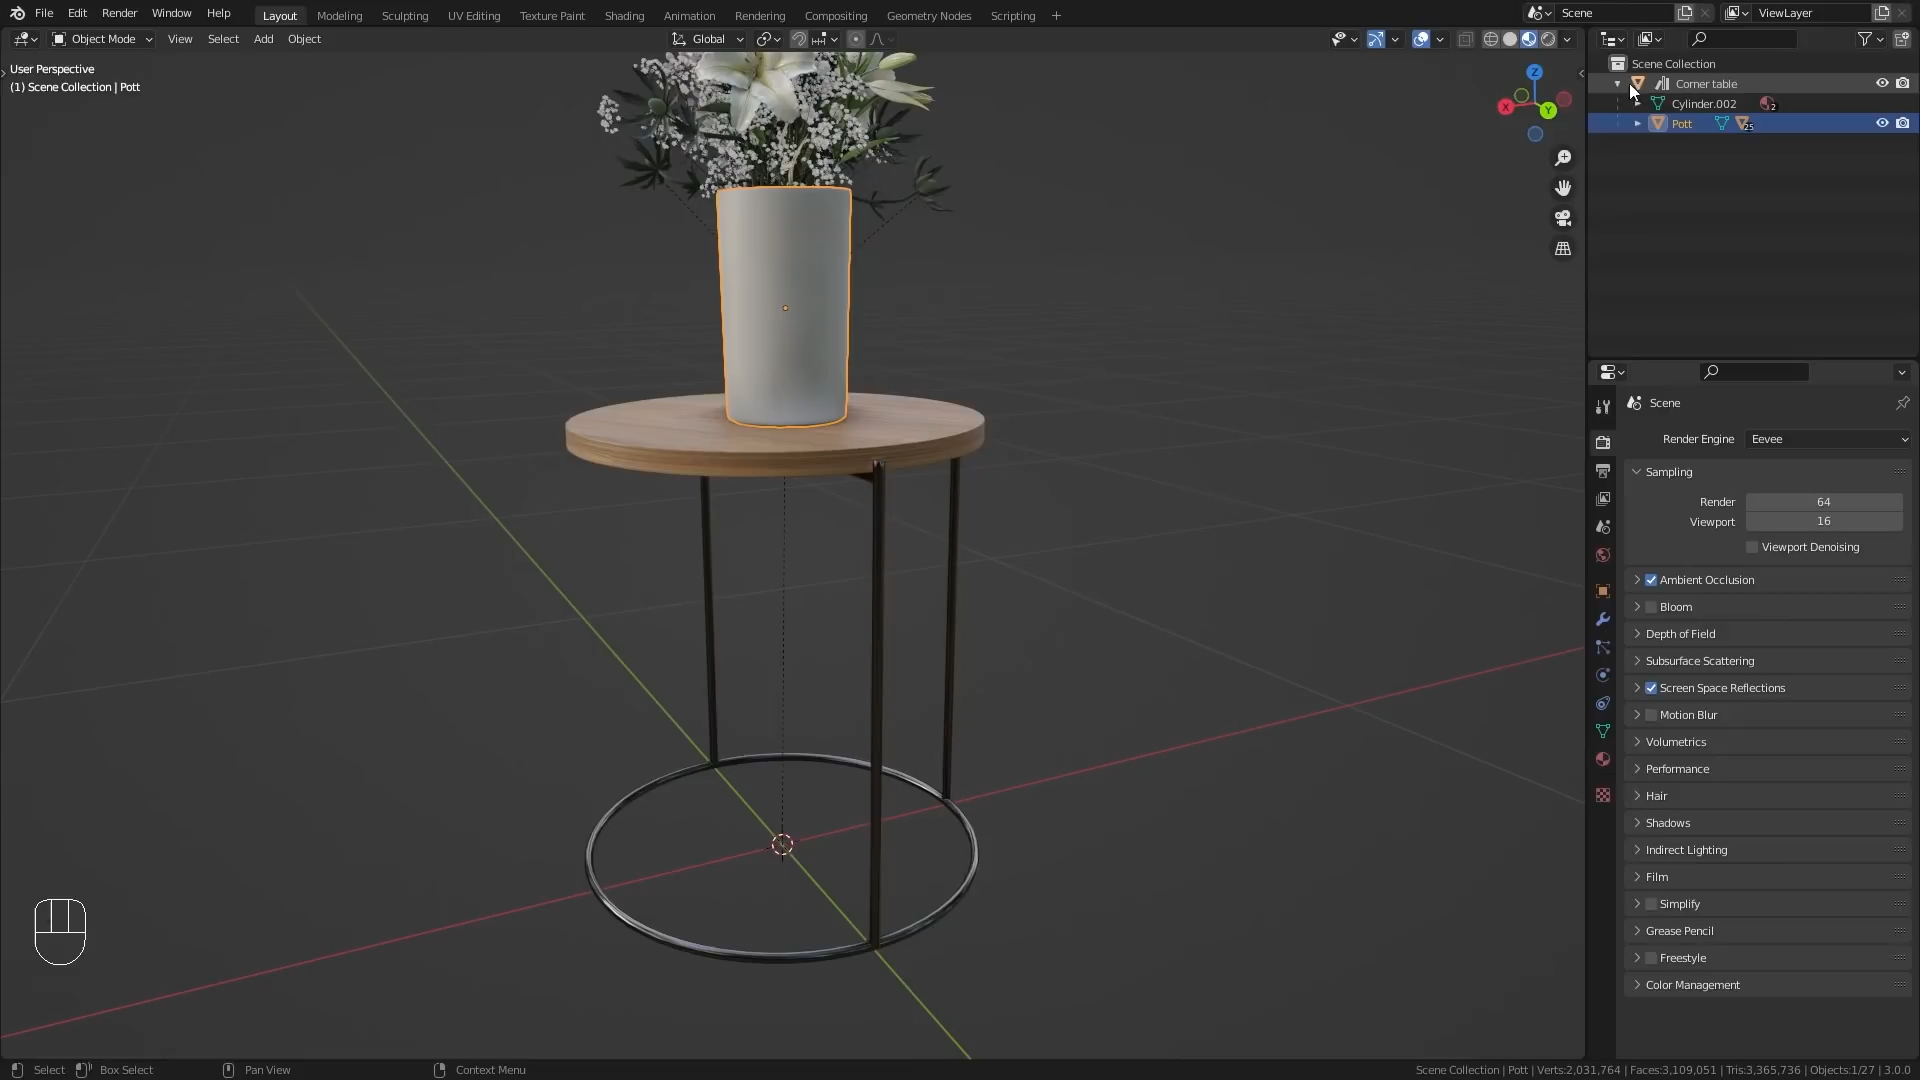 File Edit Render Window Help Layout Modeling Sculpting UV Editing Texture Paint Shading Animation Rendering Compositing Geometry Nodes Scripting + Scene ViewLayer
Object Mode View Select Add Object Global
User Perspective
(1) Scene Collection | Pott
Z
X
Y
Scene Collection
Corner table
Cylinder.002 2
Pott 25
Scene
Render Engine Eevee
Sampling
Render 64
Viewport 16
Viewport Denoising
Ambient Occlusion
Bloom
Depth of Field
Subsurface Scattering
Screen Space Reflections
Motion Blur
Volumetrics
Performance
Hair
Shadows
Indirect Lighting
Film
Simplify
Grease Pencil
Freestyle
Color Management
Select Box Select Pan View Context Menu Scene Collection | Pott | Verts:2,031,764 | Faces:3,109,051 | Tris:3,365,736 | Objects:1/27 | 3.0.0